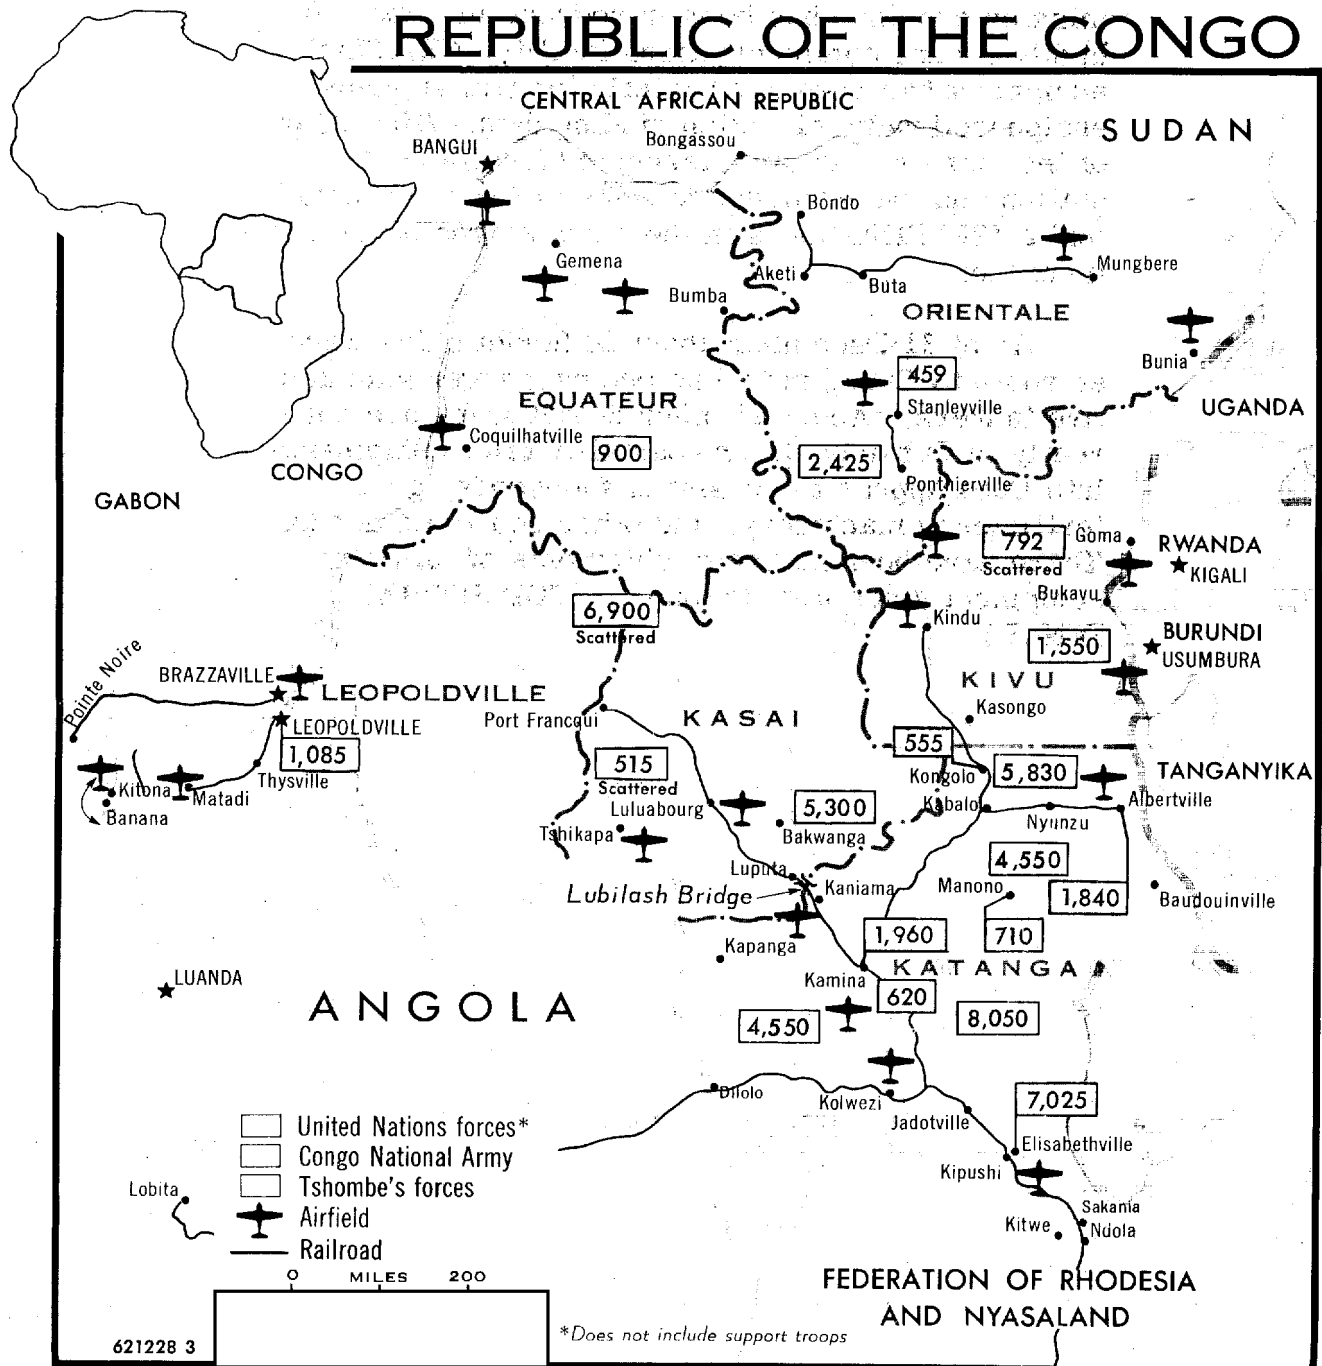 REPUBLIC OF THE CONGO
CENTRAL AFRICAN REPUBLIC
SUDAN
BANGUI
Bongassou
Bondo
Gemena
Aketi
Buta
Mungbere
Bumba
ORIENTALE
Bunia
459
EQUATEUR
Stanleyville
UGANDA
Coquilhatville
900
2,425
CONGO
Ponthierville
GABON
792
Scattered
Goma
RWANDA
KIGALI
Bukavu
6,900
Scattered
Kindu
1,550
BURUNDI
USUMBURA
Pointe Noire
BRAZZAVILLE
LEOPOLDVILLE
LEOPOLDVILLE
1,085
Port Francqui
KASAI
KIVU
Kasongo
555
Thysville
515
Scattered
Kongolo
5,830
TANGANYIKA
Kitona
Matadi
Banana
Luluabourg
5,300
Kabalo
Albertville
Tshikapa
Bakwanga
Nyunzu
4,550
Luputa
Lubilash Bridge
Kaniama
Manono
1,840
Baudouinville
1,960
710
Kapanga
Kamina
KATANGA
LUANDA
ANGOLA
620
4,550
8,050
Dilolo
Kolwezi
Jadotville
7,025
Elisabethville
Kipushi
United Nations forces*
Congo National Army
Tshombe's forces
Airfield
Railroad
Lobita
Sakania
Kitwe
Ndola
0 MILES 200
FEDERATION OF RHODESIA
AND NYASALAND
621228 3
*Does not include support troops